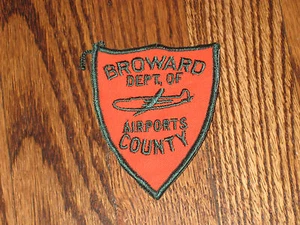 BROWARD
DEPT. OF
AIRPORTS
COUNTY